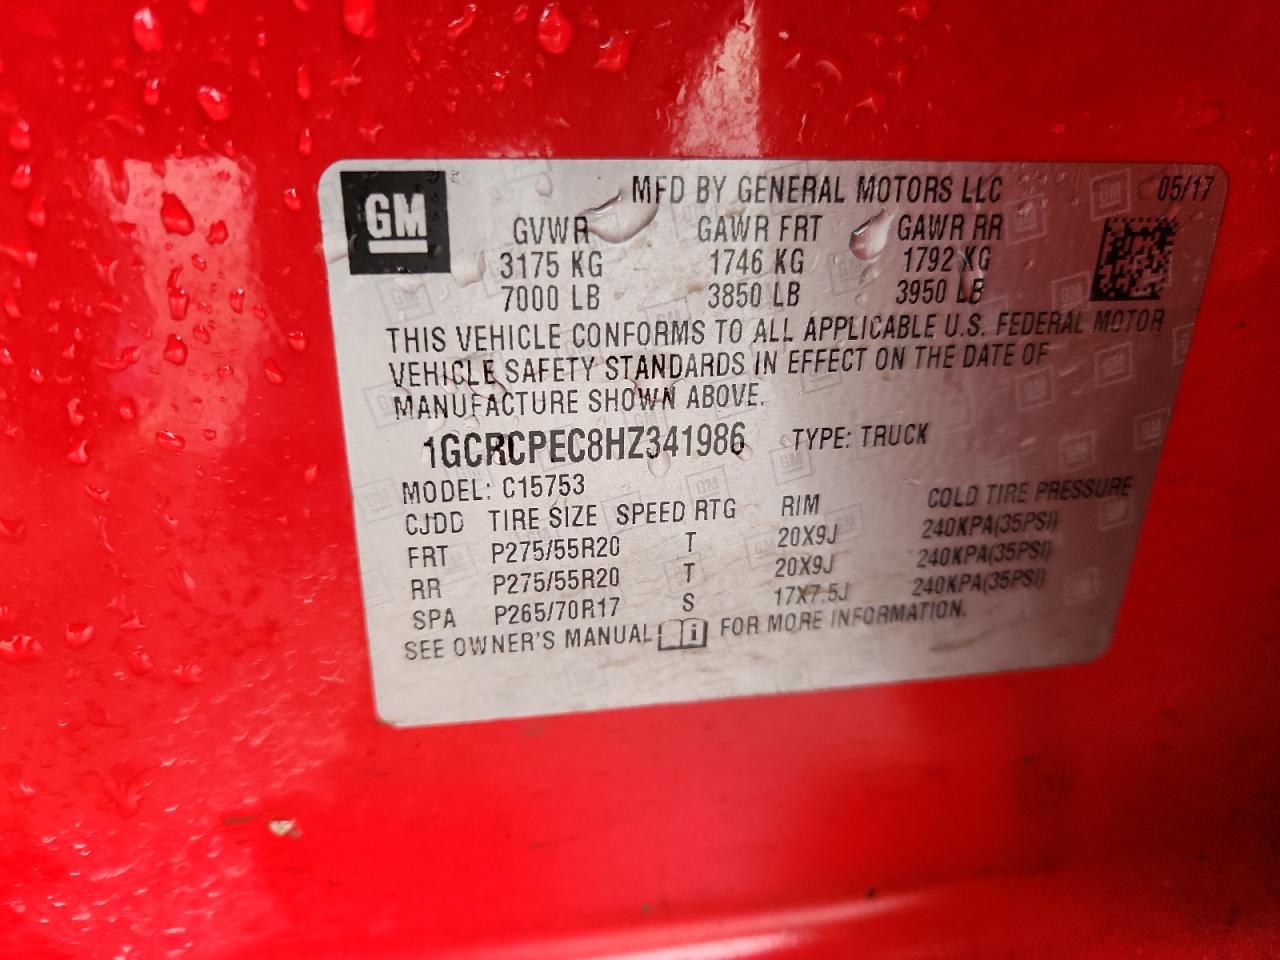 GM
MFD BY GENERAL MOTORS LLC 05/17
GVWR GAWR FRT GAWR RR
3175 KG 1746 KG 1792 KG
7000 LB 3850 LB 3950 LB
THIS VEHICLE CONFORMS TO ALL APPLICABLE U.S. FEDERAL MOTOR
VEHICLE SAFETY STANDARDS IN EFFECT ON THE DATE OF
MANUFACTURE SHOWN ABOVE.
1GCRCPEC8HZ341986 TYPE: TRUCK
MODEL: C15753
CJDD TIRE SIZE SPEED RTG RIM COLD TIRE PRESSURE
FRT P275/55R20 T 20X9J 240KPA(35PSI)
RR P275/55R20 T 20X9J 240KPA(35PSI)
SPA P265/70R17 S 17X7.5J 240KPA(35PSI)
SEE OWNER'S MANUAL i FOR MORE INFORMATION.